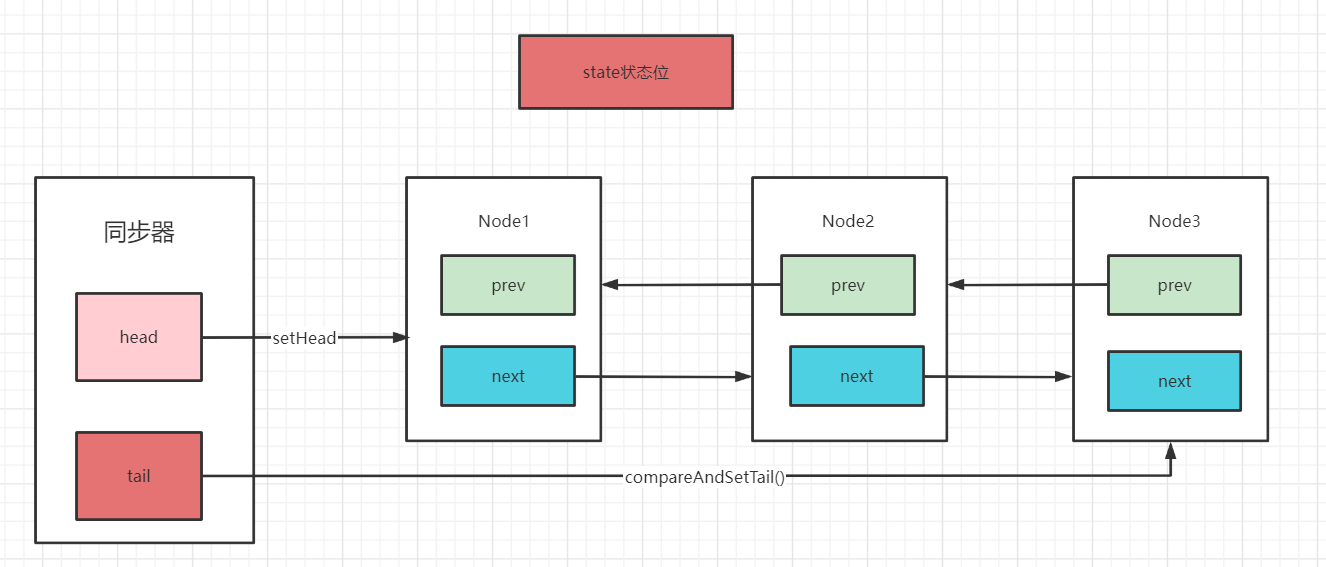 state状态位
同步器
head
tail
setHead
Node1
prev
next
Node2
prev
next
Node3
prev
next
compareAndSetTail()